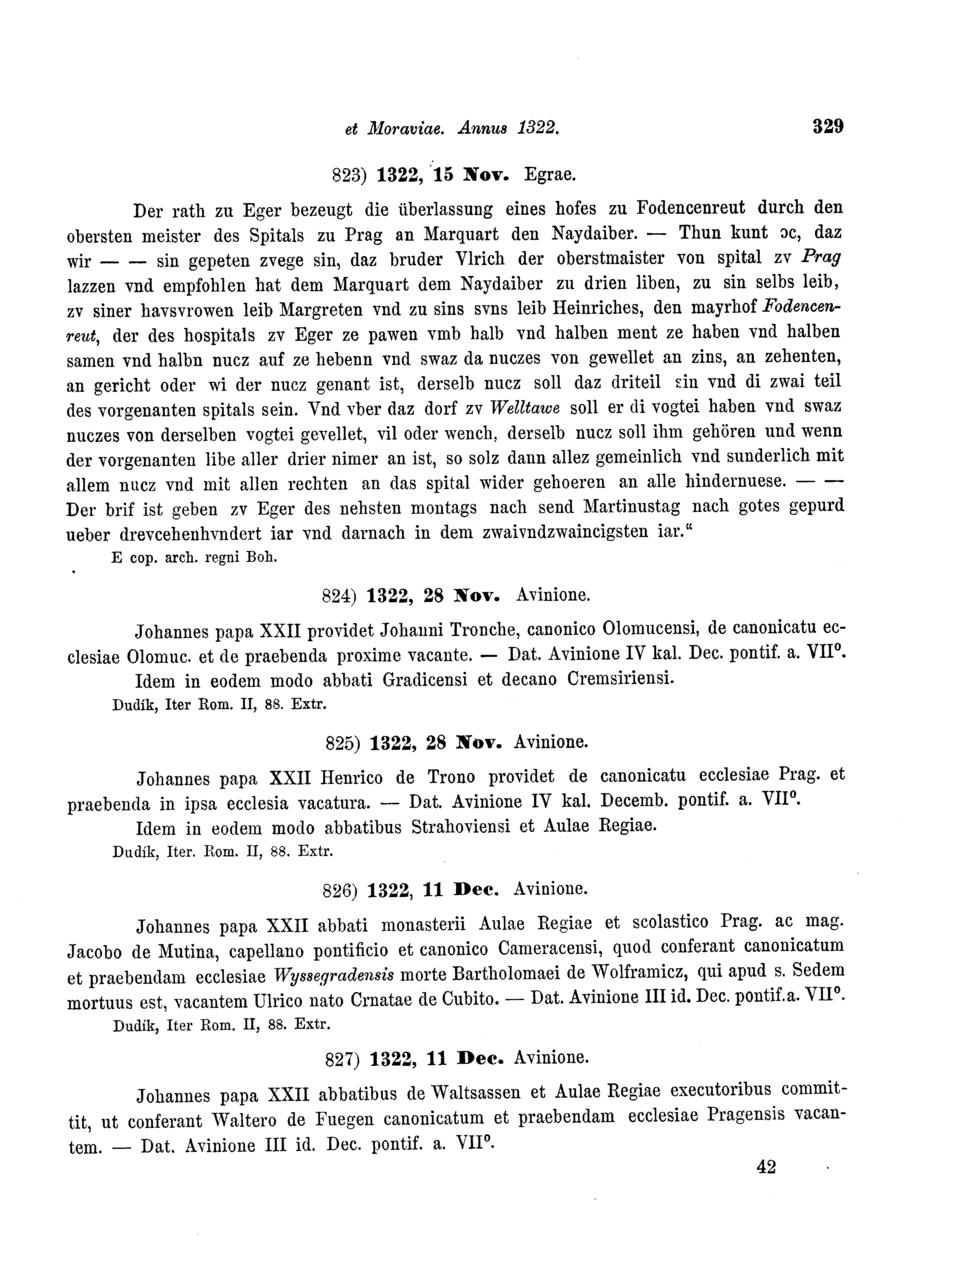 et Moraviae. Annus 1322. 329
823) 1322, 15 Nov. Egrae.
Der rath zu Eger bezeugt die überlassung eines hofes zu Fodencenreut durch den
obersten meister des Spitals zu Prag an Marquart den Naydaiber. — Thun kunt ɔc, daz
wir — — sin gepeten zvege sin, daz bruder Vlrich der oberstmaister von spital zv Prag
lazzen vnd empfohlen hat dem Marquart dem Naydaiber zu drien liben, zu sin selbs leib,
zv siner havsvrowen leib Margreten vnd zu sins svns leib Heinriches, den mayrhof Fodencen-
reut, der des hospitals zv Eger ze pawen vmb halb vnd halben ment ze haben vnd halben
samen vnd halbn nucz auf ze hebenn vnd swaz da nuczes von gewellet an zins, an zehenten,
an gericht oder wi der nucz genant ist, derselb nucz soll daz driteil sin vnd di zwai teil
des vorgenanten spitals sein. Vnd vber daz dorf zv Welltawe soll er di vogtei haben vnd swaz
nuczes von derselben vogtei gevellet, vil oder wench, derselb nucz soll ihm gehören und wenn
der vorgenanten libe aller drier nimer an ist, so solz dann allez gemeinlich vnd sunderlich mit
allem nucz vnd mit allen rechten an das spital wider gehoeren an alle hindernuese. — —
Der brif ist geben zv Eger des nehsten montags nach send Martinustag nach gotes gepurd
ueber drevcehenhvndert iar vnd darnach in dem zwaivndzwaincigsten iar.“
E cop. arch. regni Boh.
824) 1322, 28 Nov. Avinione.
Johannes papa XXII providet Johanni Tronche, canonico Olomucensi, de canonicatu ec-
clesiae Olomuc. et de praebenda proxime vacante. — Dat. Avinione IV kal. Dec. pontif. a. VII⁰.
Idem in eodem modo abbati Gradicensi et decano Cremsiriensi.
Dudík, Iter Rom. II, 88. Extr.
825) 1322, 28 Nov. Avinione.
Johannes papa XXII Henrico de Trono providet de canonicatu ecclesiae Prag. et
praebenda in ipsa ecclesia vacatura. — Dat. Avinione IV kal. Decemb. pontif. a. VII⁰.
Idem in eodem modo abbatibus Strahoviensi et Aulae Regiae.
Dudík, Iter. Rom. II, 88. Extr.
826) 1322, 11 Dec. Avinione.
Johannes papa XXII abbati monasterii Aulae Regiae et scolastico Prag. ac mag.
Jacobo de Mutina, capellano pontificio et canonico Cameracensi, quod conferant canonicatum
et praebendam ecclesiae Wyssegradensis morte Bartholomaei de Wolframicz, qui apud s. Sedem
mortuus est, vacantem Ulrico nato Crnatae de Cubito. — Dat. Avinione III id. Dec. pontif.a. VII⁰.
Dudík, Iter Rom. II, 88. Extr.
827) 1322, 11 Dec. Avinione.
Johannes papa XXII abbatibus de Waltsassen et Aulae Regiae executoribus commit-
tit, ut conferant Waltero de Fuegen canonicatum et praebendam ecclesiae Pragensis vacan-
tem. — Dat. Avinione III id. Dec. pontif. a. VII⁰.
42